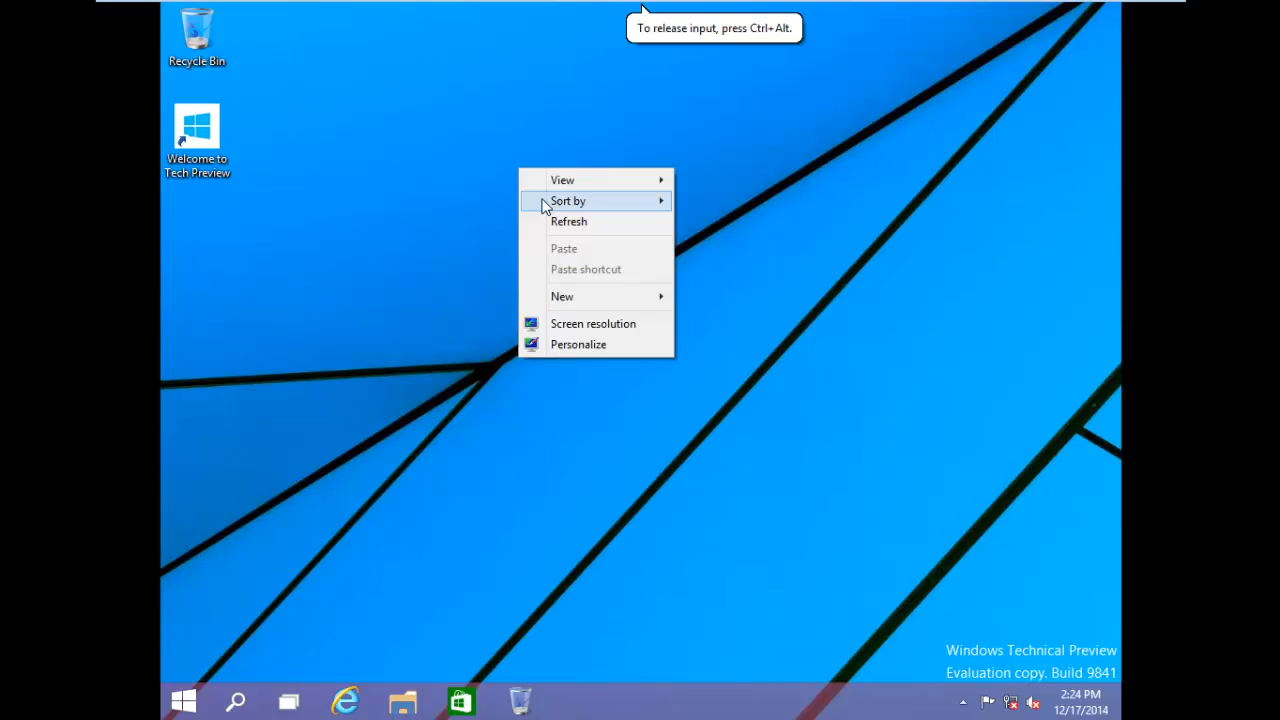 To release input, press Ctrl+Alt.
Recycle Bin
Welcome to
Tech Preview
View
Sort by
Refresh
Paste
Paste shortcut
New
Screen resolution
Personalize
Windows Technical Preview
Evaluation copy. Build 9841
2:24 PM
12/17/2014